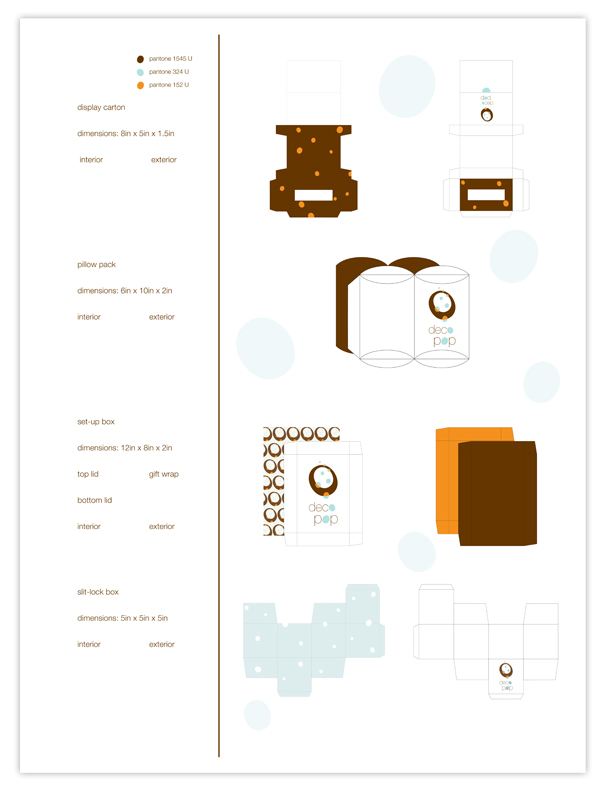 pantone 1545 U
pantone 324 U
pantone 152 U
display carton
dimensions: 8in x 5in x 1.5in
interior exterior
deco
pop
pillow pack
dimensions: 6in x 10in x 2in
interior exterior
deco
pop
set-up box
dimensions: 12in x 8in x 2in
top lid gift wrap
bottom lid
interior exterior
deco
pop
slit-lock box
dimensions: 5in x 5in x 5in
interior exterior
deco
pop